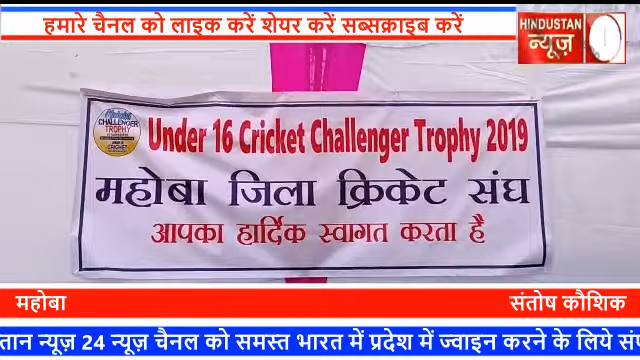 हमारे चैनल को लाइक करें शेयर करें सब्सक्राइब करें
HINDUSTAN
न्यूज़
CHALLENGER
TROPHY
CRICKET
Under 16 Cricket Challenger Trophy 2019
महोबा जिला क्रिकेट संघ
आपका हार्दिक स्वागत करता है
महोबा
संतोष कौशिक
न्यूज़ 24 न्यूज़ चैनल को समस्त भारत में प्रदेश में ज्वाइन करने के लिये